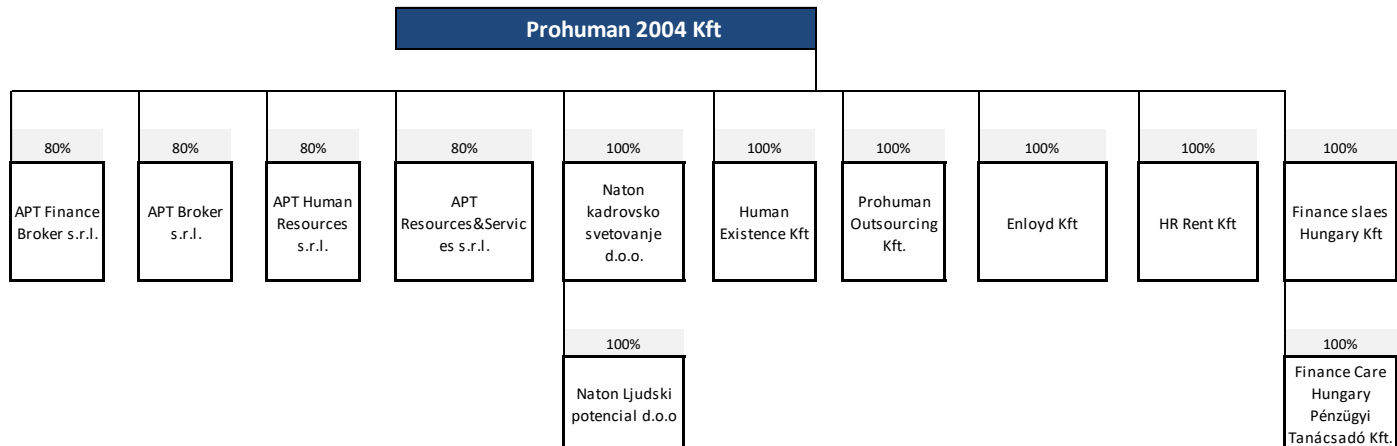 Prohuman 2004 Kft
80%
80%
80%
80%
100%
100%
100%
100%
100%
100%
APT Finance
Broker s.r.l.
APT Broker
s.r.l.
APT Human
Resources
s.r.l.
APT
Resources&Servic
es s.r.l.
Naton
kadrovsko
svetovanje
d.o.o.
Human
Existence Kft
Prohuman
Outsourcing
Kft.
Enloyd Kft
HR Rent Kft
Finance slaes
Hungary Kft
100%
100%
Naton Ljudski
potencial d.o.o
Finance Care
Hungary
Pénzügyi
Tanácsadó Kft.